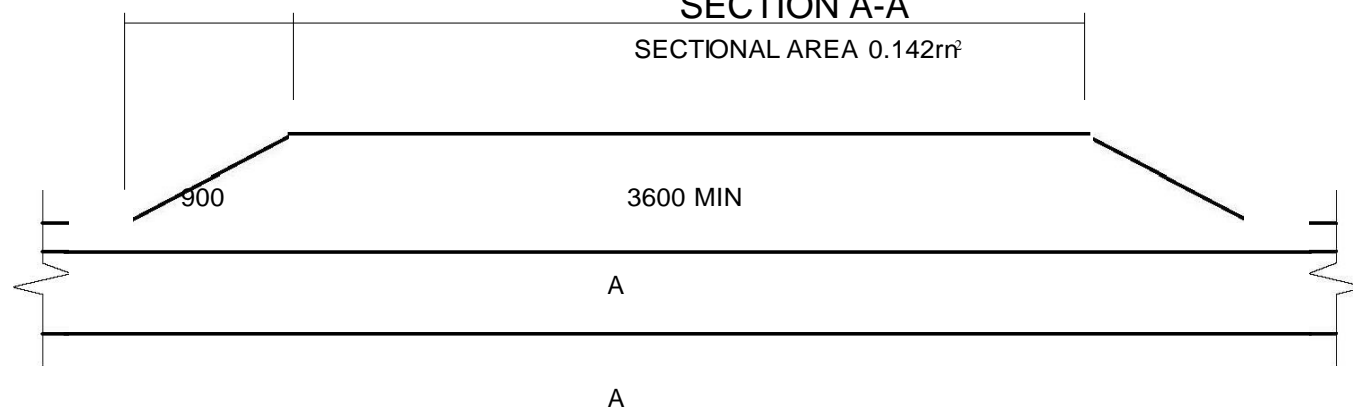 SECTION A-A
SECTIONAL AREA 0.142rn²
900
3600 MIN
A
A